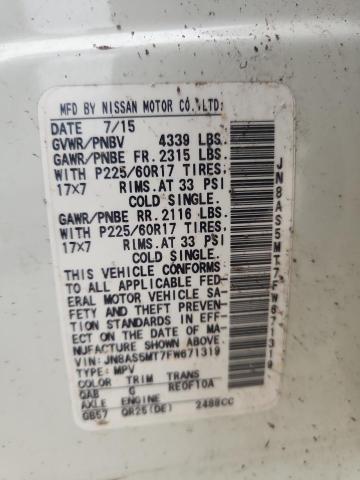 MFD BY NISSAN MOTOR CO.,LTD.
DATE 7/15
GVWR/PNBV 4339 LBS.
GAWR/PNBE FR. 2315 LBS.
WITH P225/60R17 TIRES,
17X7 RIMS.AT 33 PSI
COLD SINGLE.
GAWR/PNBE RR. 2116 LBS.
WITH P225/60R17 TIRES,
17X7 RIMS.AT 33 PSI
COLD SINGLE.
THIS VEHICLE CONFORMS
TO ALL APPLICABLE FED-
ERAL MOTOR VEHICLE SA-
FETY AND THEFT PREVENTION
STANDARDS IN EFF-
ECT ON THE DATE OF MA-
NUFACTURE SHOWN ABOVE.
VIN:JN8AS5MT7FW671319
TYPE: MPV
COLOR TRIM TRANS
QAB G RE0F10A
AXLE ENGINE
GB57 QR25(DE) 2488CC
JN8AS5MT7FW671319